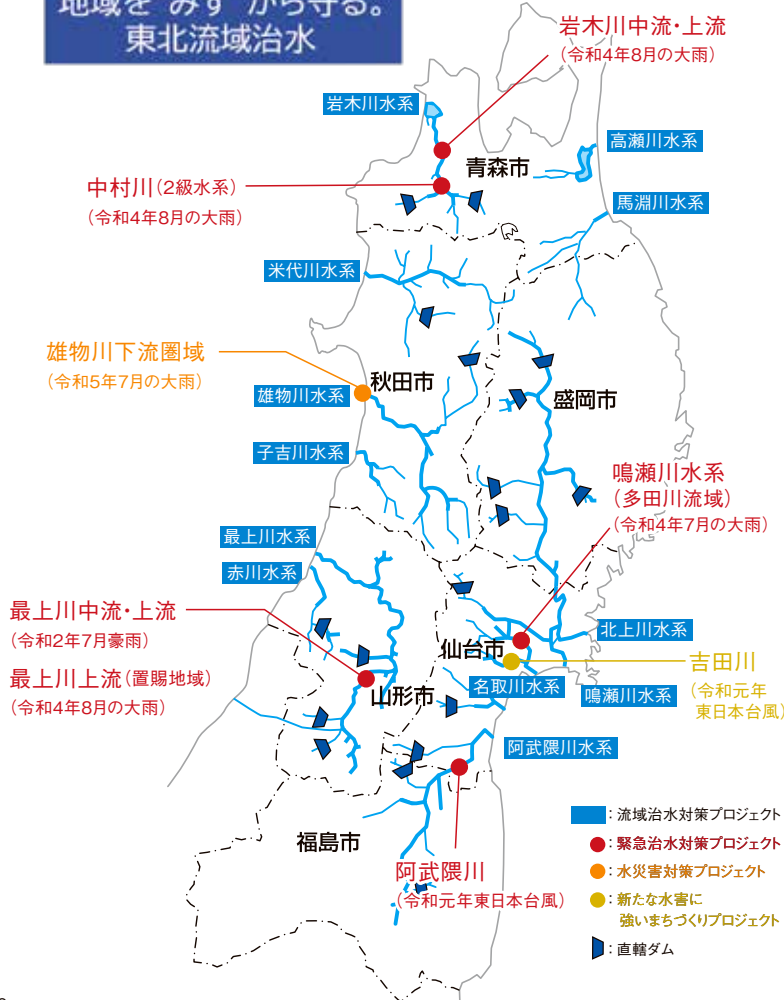 地域を"みず"から守る。
東北流域治水
岩木川中流・上流
（令和4年8月の大雨）
岩木川水系
高瀬川水系
青森市
中村川（2級水系）
（令和4年8月の大雨）
馬淵川水系
米代川水系
雄物川下流圏域
（令和5年7月の大雨）
秋田市
雄物川水系
盛岡市
子吉川水系
鳴瀬川水系
（多田川流域）
（令和4年7月の大雨）
最上川水系
赤川水系
最上川中流・上流
（令和2年7月豪雨）
北上川水系
仙台市
吉田川
（令和元年
東日本台風）
最上川上流（置賜地域）
（令和4年8月の大雨）
名取川水系
鳴瀬川水系
山形市
阿武隈川水系
福島市
阿武隈川
（令和元年東日本台風）
：流域治水対策プロジェクト
：緊急治水対策プロジェクト
：水災害対策プロジェクト
：新たな水害に
強いまちづくりプロジェクト
：直轄ダム